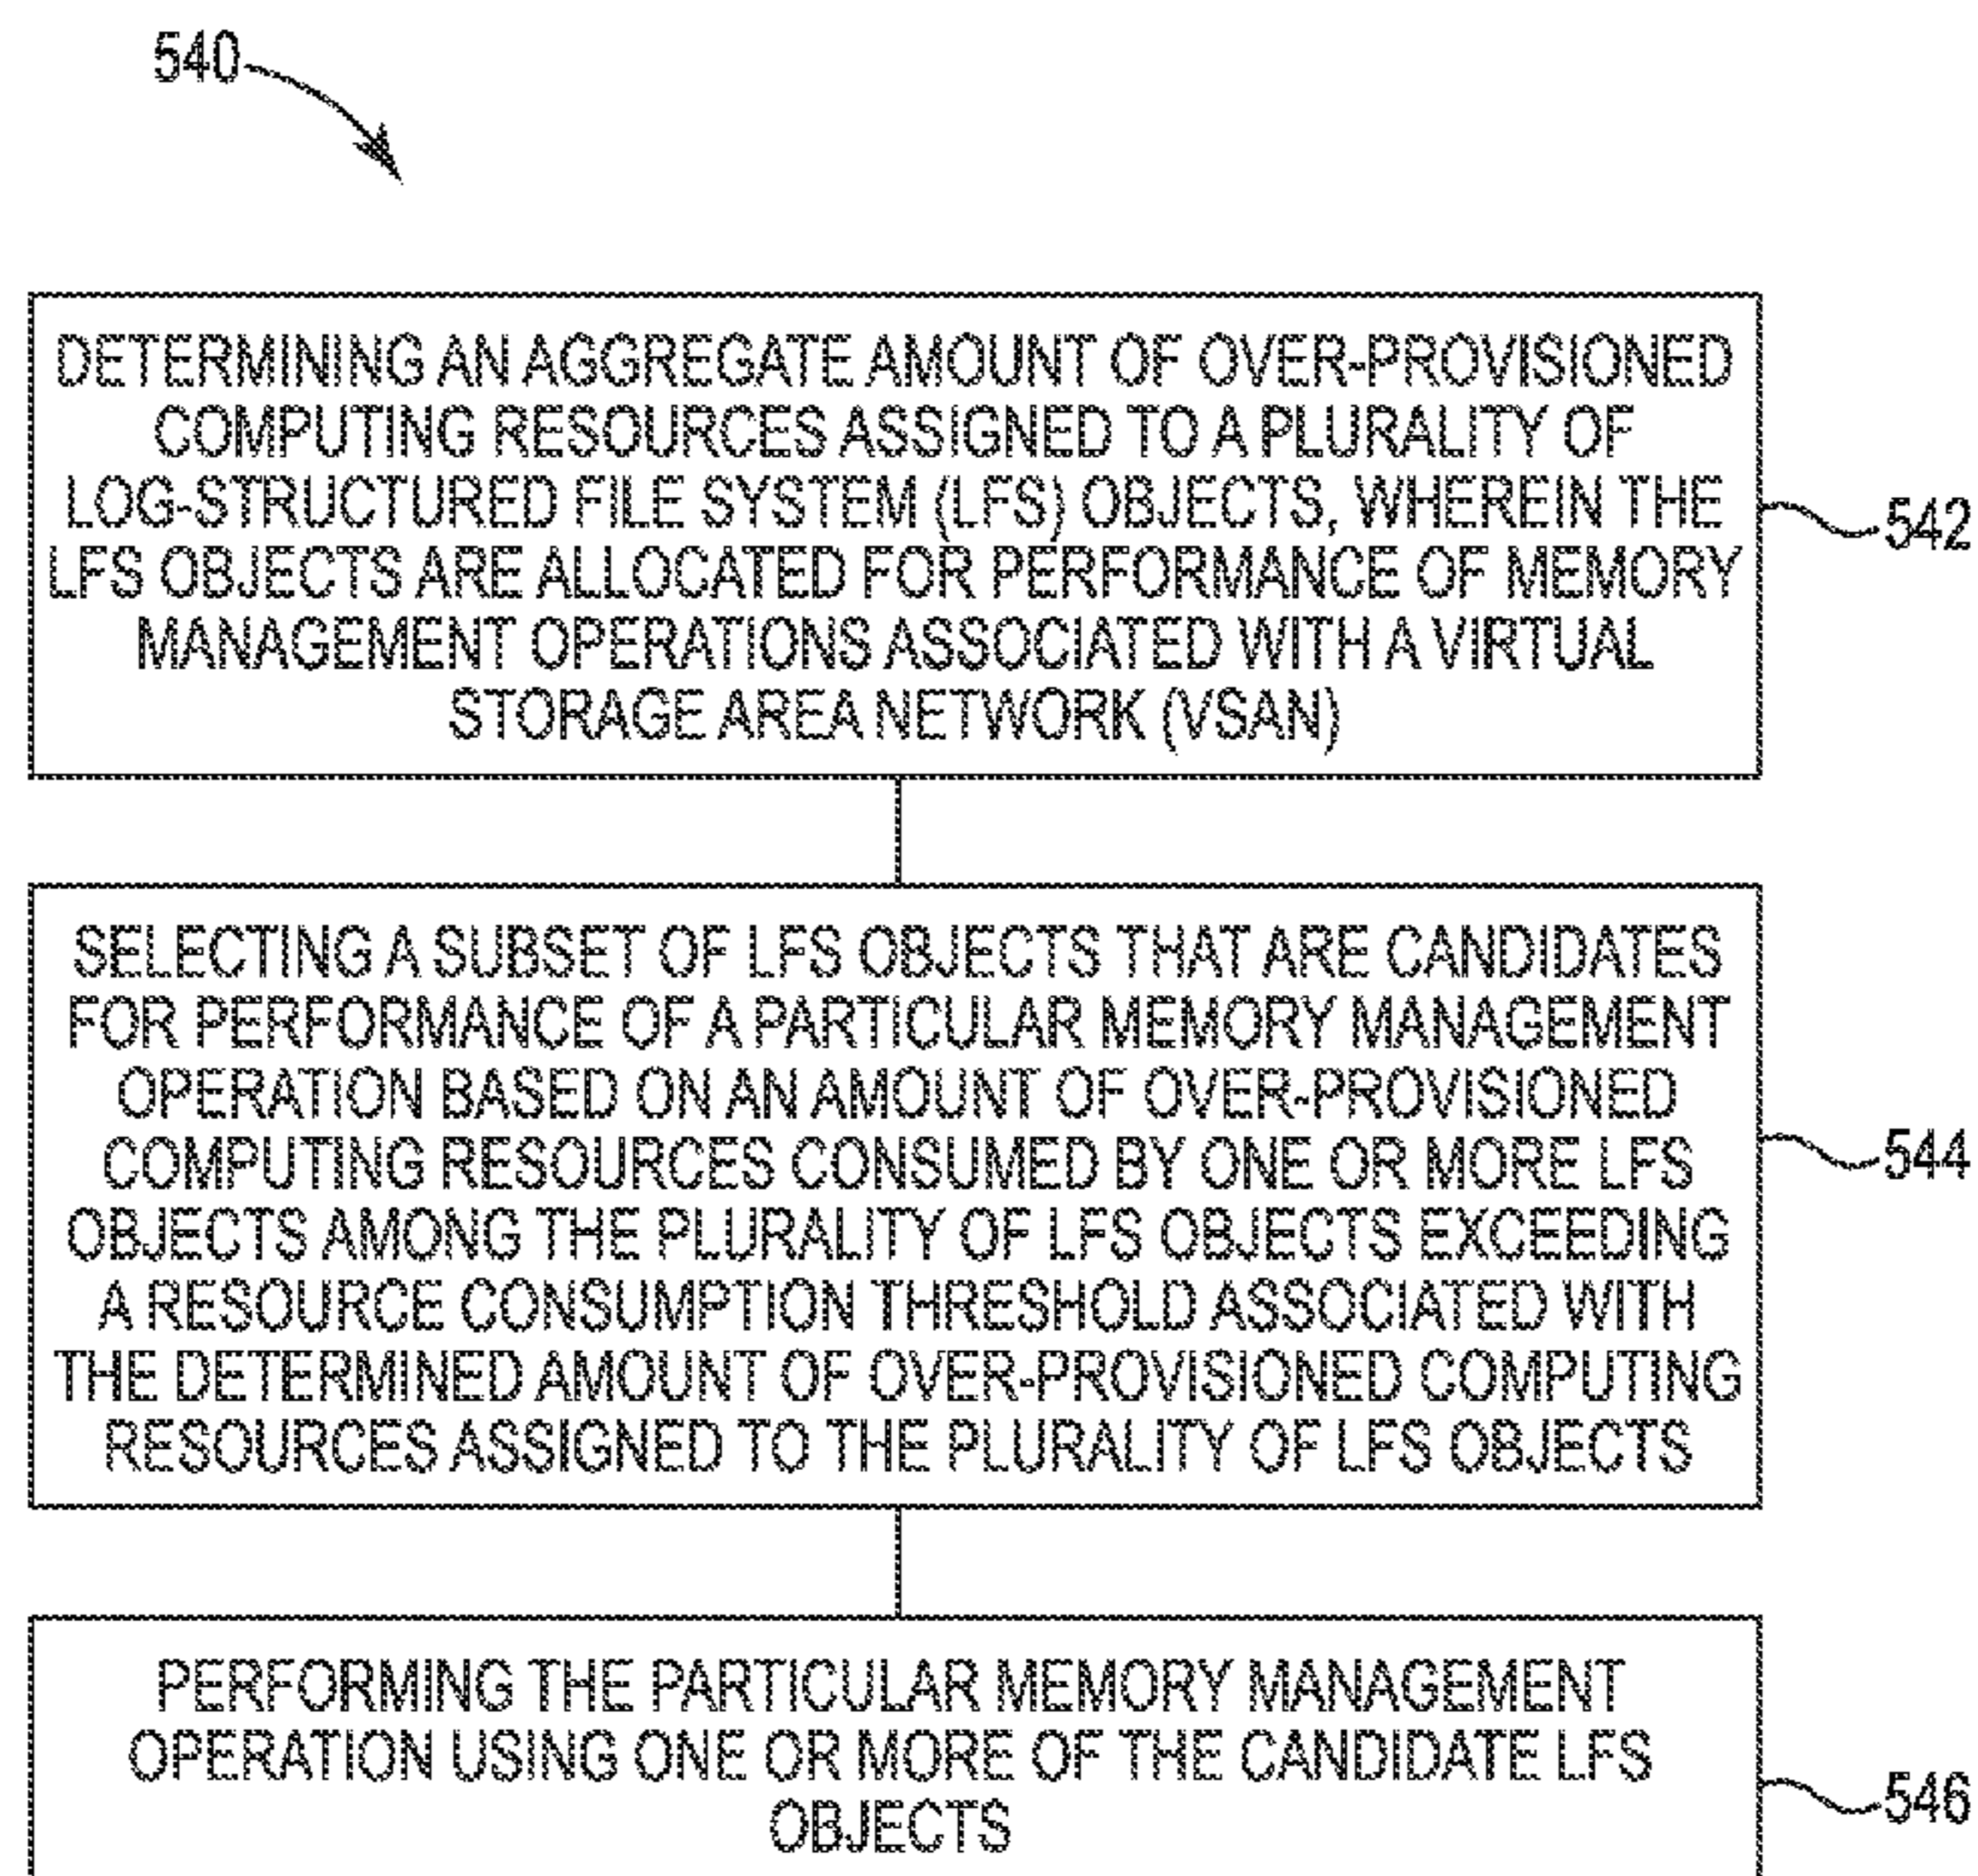 540
DETERMINING AN AGGREGATE AMOUNT OF OVER-PROVISIONED
COMPUTING RESOURCES ASSIGNED TO A PLURALITY OF
LOG-STRUCTURED FILE SYSTEM (LFS) OBJECTS, WHEREIN THE
LFS OBJECTS ARE ALLOCATED FOR PERFORMANCE OF MEMORY
MANAGEMENT OPERATIONS ASSOCIATED WITH A VIRTUAL
STORAGE AREA NETWORK (VSAN)
542
SELECTING A SUBSET OF LFS OBJECTS THAT ARE CANDIDATES
FOR PERFORMANCE OF A PARTICULAR MEMORY MANAGEMENT
OPERATION BASED ON AN AMOUNT OF OVER-PROVISIONED
COMPUTING RESOURCES CONSUMED BY ONE OR MORE LFS
OBJECTS AMONG THE PLURALITY OF LFS OBJECTS EXCEEDING
A RESOURCE CONSUMPTION THRESHOLD ASSOCIATED WITH
THE DETERMINED AMOUNT OF OVER-PROVISIONED COMPUTING
RESOURCES ASSIGNED TO THE PLURALITY OF LFS OBJECTS
544
PERFORMING THE PARTICULAR MEMORY MANAGEMENT
OPERATION USING ONE OR MORE OF THE CANDIDATE LFS
OBJECTS
546